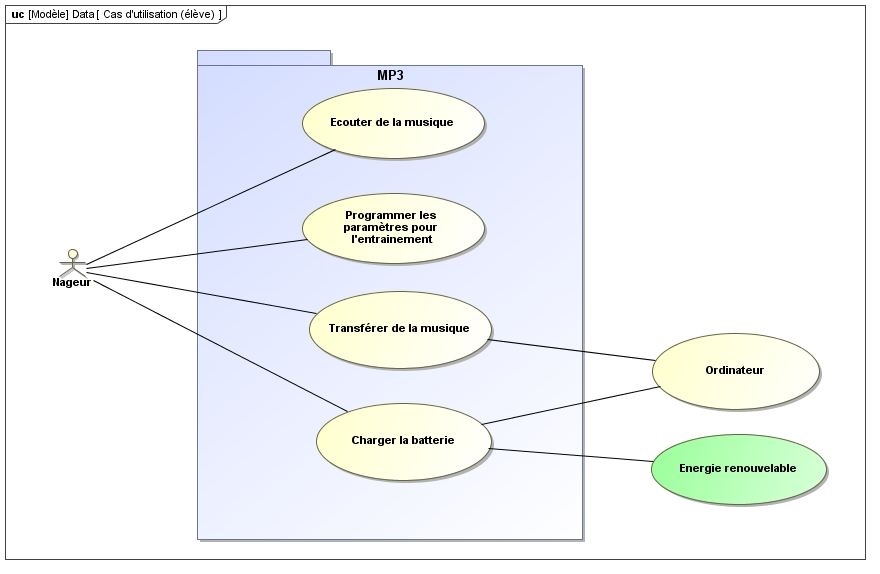 uc [Modèle] Data [ Cas d'utilisation (élève) ]
MP3
Ecouter de la musique
Programmer les
paramètres pour
l'entrainement
Nageur
Transférer de la musique
Ordinateur
Charger la batterie
Energie renouvelable